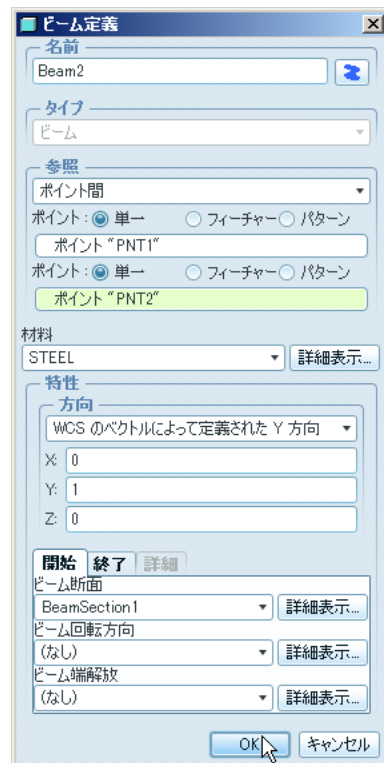 ビーム定義
名前
Beam2
タイプ
ビーム
参照
ポイント間
ポイント: 単一 フィーチャー パターン
ポイント "PNT1"
ポイント: 単一 フィーチャー パターン
ポイント "PNT2"
材料
STEEL 詳細表示...
特性
方向
WCS のベクトルによって定義された Y 方向
X: 0
Y: 1
Z: 0
開始 終了 詳細
ビーム断面
BeamSection1 詳細表示...
ビーム回転方向
(なし) 詳細表示...
ビーム端解放
(なし) 詳細表示...
OK キャンセル